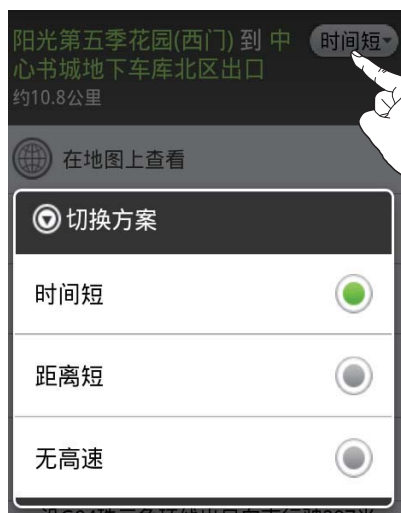 阳光第五季花园(西门) 到 中
心书城地下车库北区出口
时间短
约10.8公里
在地图上查看
切换方案
时间短
距离短
无高速